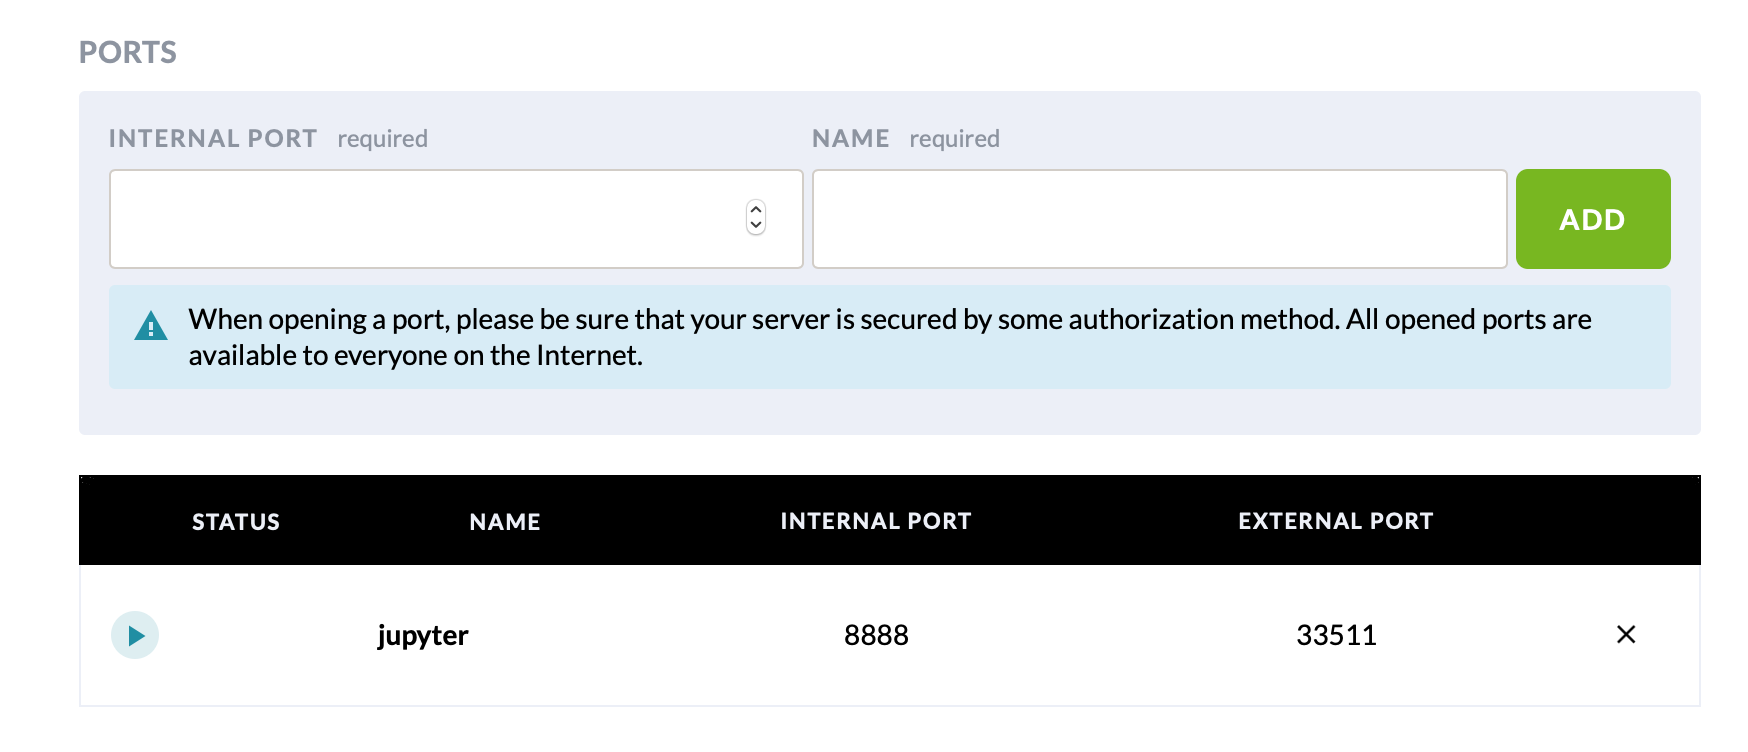 PORTS
INTERNAL PORT required NAME required
ADD
When opening a port, please be sure that your server is secured by some authorization method. All opened ports are
available to everyone on the Internet.
STATUS NAME INTERNAL PORT EXTERNAL PORT
jupyter 8888 33511